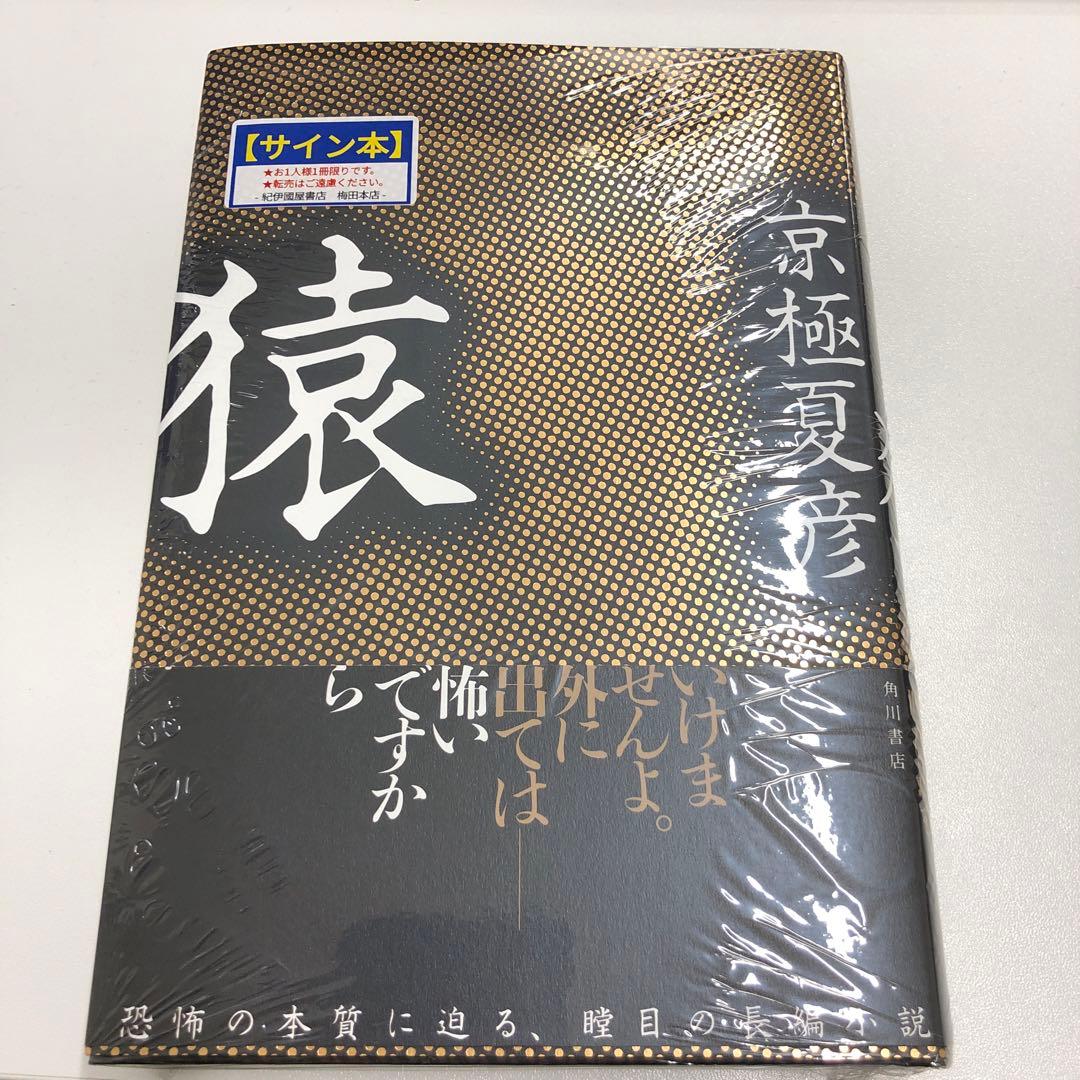 【サイン本】
★お1人様1冊限りです。
★転売はご遠慮ください。
- 紀伊國屋書店　梅田本店 -
京極夏彦
猿
いけま
せんよ。
外に
出ては――
怖い
ですか
ら
角川書店
恐怖の本質に迫る、瞠目の長編小説